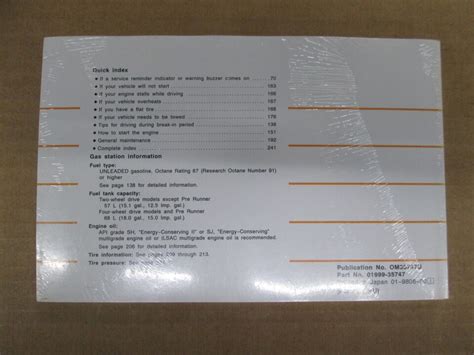 Quick index
• If a service reminder indicator or warning buzzer comes on 70
• If your vehicle will not start 163
• If your engine stalls while driving 166
• If your vehicle overheats 167
• If you have a flat tire 168
• If your vehicle needs to be towed 176
• Tips for driving during break-in period 138
• How to start the engine 151
• General maintenance 192
• Complete index 241
Gas station information
Fuel type:
UNLEADED gasoline, Octane Rating 87 (Research Octane Number 91)
or higher
See page 138 for detailed information.
Fuel tank capacity:
Two-wheel drive models except Pre Runner
57 L (15.1 gal., 12.5 Imp. gal.)
Four-wheel drive models and Pre Runner
68 L (18.0 gal., 15.0 Imp. gal.)
Engine oil:
API grade SH, "Energy-Conserving II" or SJ, "Energy-Conserving"
multigrade engine oil or ILSAC multigrade engine oil is recommended.
See page 206 for detailed information.
Tire information: See pages 209 through 213.
Tire pressure: See page
Publication No.
Part No. 01999-35747
Japan 01-9806-